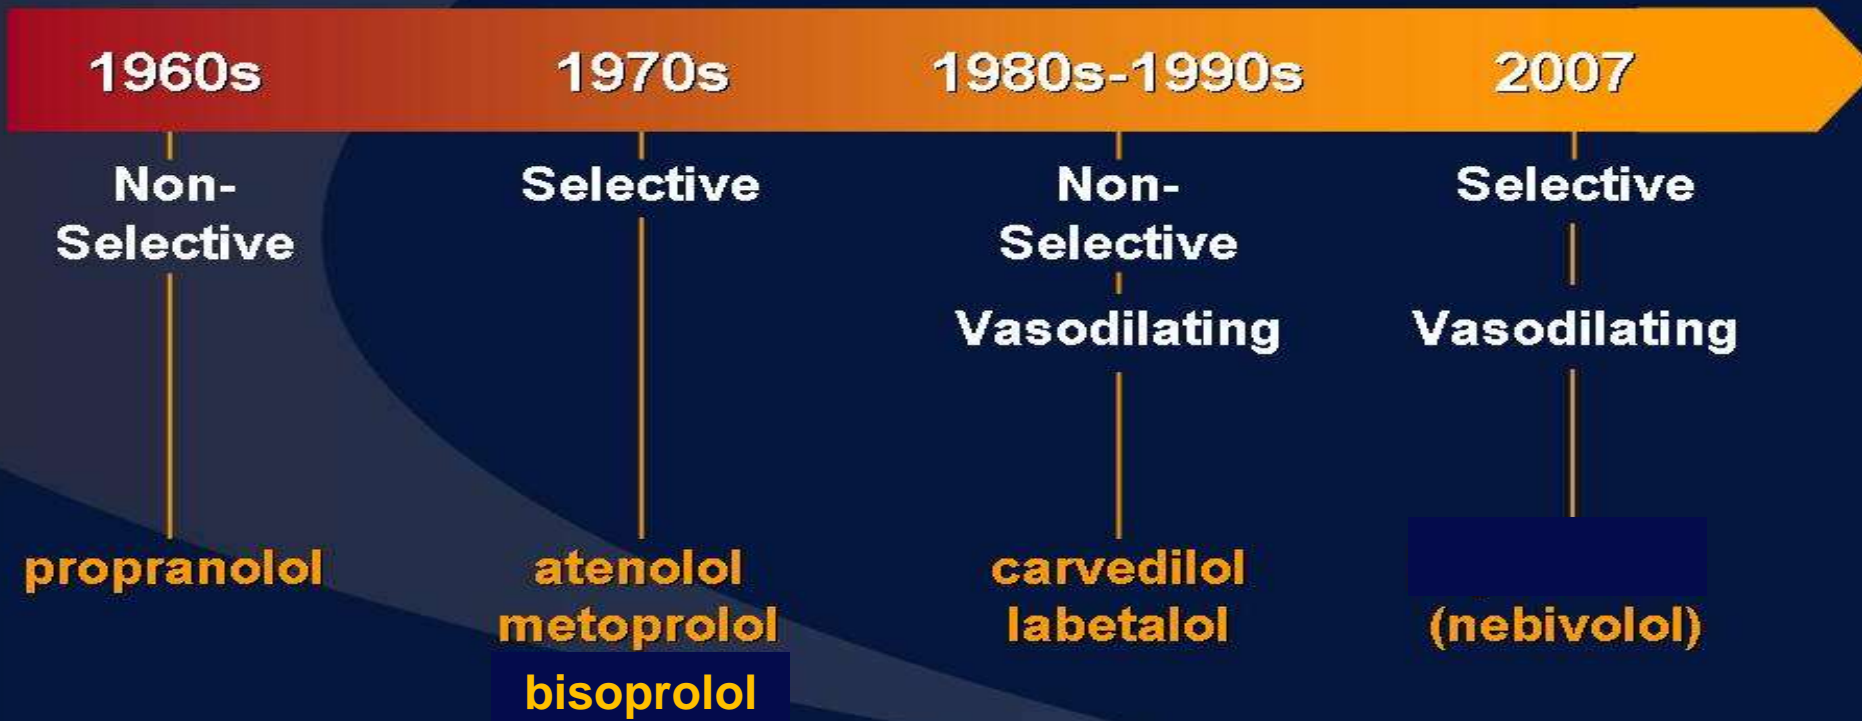 1960s
1970s
1980s-1990s
2007
Non-
Selective
Selective
Non-
Selective
Vasodilating
Selective
Vasodilating
propranolol
atenolol
metoprolol
bisoprolol
carvedilol
labetalol
(nebivolol)